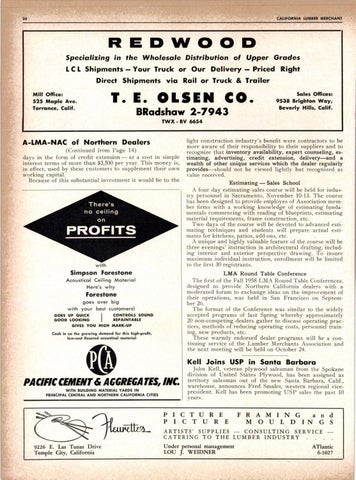 54
CALIFORNIA LUMBER MERCHANT
REDWOOD
Specializing in the Wholesale Distribution of Upper Grades
LCL Shipments — Your Truck or Our Delivery — Priced Right
Direct Shipments via Rail or Truck & Trailer
Mill Office:
525 Maple Ave.
Torrance, Calif.
T. E. OLSEN CO.
BRadshaw 2-7943
TWX - BV 6654
Sales Offices:
9538 Brighton Way,
Beverly Hills, Calif.
A-LMA-NAC of Northern Dealers
(Continued from Page 14)
days in the form of credit extension—at a cost in simple
interest terms of more than $3,500 per year. This money is,
in effect, used by these customers to supplement their own
working capital.
Because of this substantial investment it would be to the
There's
no ceiling
on
PROFITS
with
Simpson Forestone
Acoustical Ceiling Material
Here's why
Forestone
goes over big
with your best customers!
GOES UP QUICK
DECORATES FAST
CONTROL SOUND
REPAINTABLE
GIVES YOU HIGH MARK-UP
Cash in on the growing demand for this high-profit,
low-cost fissured acoustical material
PCA
PACIFIC CEMENT & AGGREGATES, INC.
WITH BUILDING MATERIAL YARDS IN
PRINCIPAL CENTRAL AND NORTHERN CALIFORNIA CITIES
light construction industry's benefit were contractors to be
more aware of their responsibility to their suppliers and to
recognize that inventory availability, expert counseling, es-
timating, advertising, credit extension, delivery—and a
wealth of other unique services which the dealer regularly
provides—should not be viewed lightly but recognized as
value received.
Estimating — Sales School
A four day estimating-sales course will be held for indus-
try personnel in Sacramento, November 10-13. The course
has been designed to provide employes of Association mem-
ber firms with a working knowledge of estimating funda-
mentals commencing with reading of blueprints, estimating
material requirements, frame construction, etc.
Two days of the course will be devoted to advanced esti-
mating techniques and students will prepare actual esti-
mates for kitchens, patios, add-ons, etc.
A unique and highly valuable feature of the course will be
three evenings' instruction in architectural drafting, includ-
ing interior and exterior perspective drawing. To insure
maximum individual instruction, enrollment will be limited
to the first 30 registrants.
LMA Round Table Conference
The first of the Fall 1958 LMA Round Table Conferences,
designed to provide Northern California dealers with a
moderated forum to exchange ideas on the improvement of
their operations, was held in San Francisco on Septem-
ber 26.
The format of the Conference was similar to the widely
accepted programs of last Spring whereby approximately
20 non-competitors sit together to discuss operating prac-
tices, methods of reducing operating costs, personnel train-
ing, new products, etc.
These warmly endorsed dealer programs will be a con-
tinuing service of the Lumber Merchants Association and
the next meeting will be held on October 24.
Kell Joins USP in Santa Barbara
John Kell, veteran plywood salesman from the Spokane
division of United States Plywood, has been assigned as
territory salesman out of the new Santa Barbara, Calif.,
warehouse, announces Fred Smales, western regional vice-
president. Kell has been promoting USP sales the past 10
years.
Heuvette's
9226 E. Las Tunas Drive
Temple City, California
PICTURE FRAMING and
PICTURE MOULDINGS
ARTISTS' SUPPLIES — CONSULTING SERVICE —
CATERING TO THE LUMBER INDUSTRY
Under personal management
LOU J. WEIDNER
ATlantic
6-1027